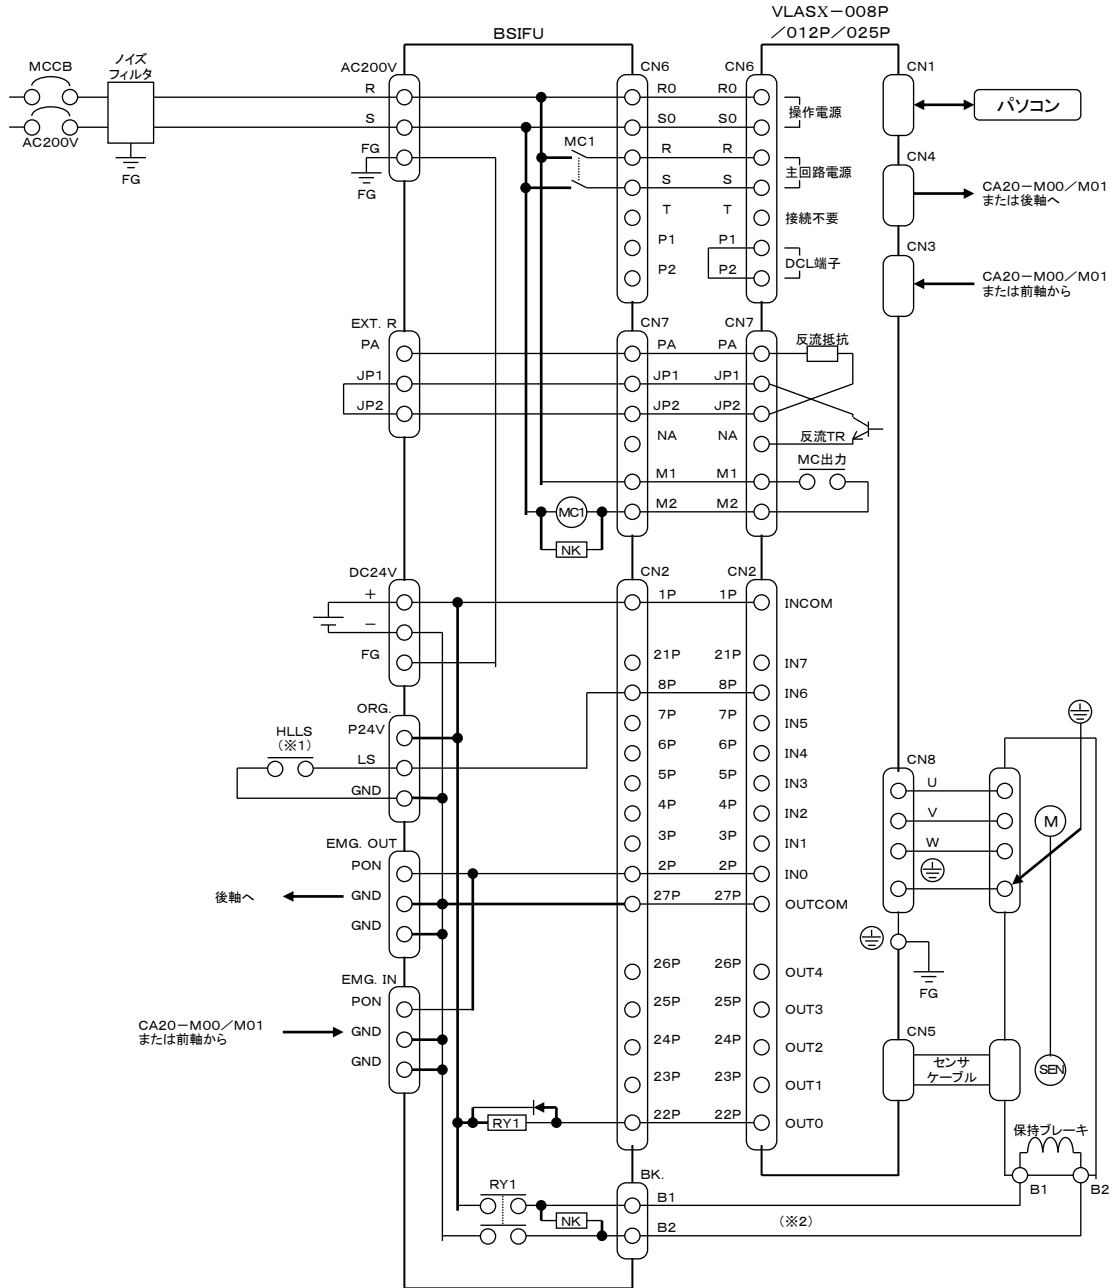 VLASX－008P
／012P／025P
BSIFU
MCCB
ノイズ
フィルタ
AC200V
CN6
CN6
CN1
R
R0
R0
操作電源
パソコン
S
S0
S0
AC200V
MC1
FG
R
R
主回路電源
CN4
FG
FG
S
S
CA20－M00／M01
または後軸へ
T
T
接続不要
P1
P1
DCL端子
CN3
P2
P2
CA20－M00／M01
または前軸から
EXT. R
CN7
CN7
反流抵抗
PA
PA
PA
JP1
JP1
JP1
JP2
JP2
JP2
NA
NA
反流TR
MC出力
M1
M1
MC1
M2
M2
NK
DC24V
CN2
CN2
＋
1P
1P
INCOM
－
FG
21P
21P
IN7
8P
8P
IN6
ORG.
HLLS
（※1）
P24V
7P
7P
IN5
LS
6P
6P
IN4
GND
5P
5P
IN3
CN8
U
4P
4P
IN2
V
M
EMG. OUT
3P
3P
IN1
W
PON
2P
2P
IN0
後軸へ
GND
27P
27P
OUTCOM
GND
26P
26P
OUT4
FG
EMG. IN
PON
25P
25P
OUT3
CA20－M00／M01
または前軸から
GND
24P
24P
OUT2
CN5
センサ
ケーブル
SEN
GND
23P
23P
OUT1
RY1
22P
22P
OUT0
保持ブレーキ
RY1
BK.
B1
B1
B2
NK
B2
（※2）